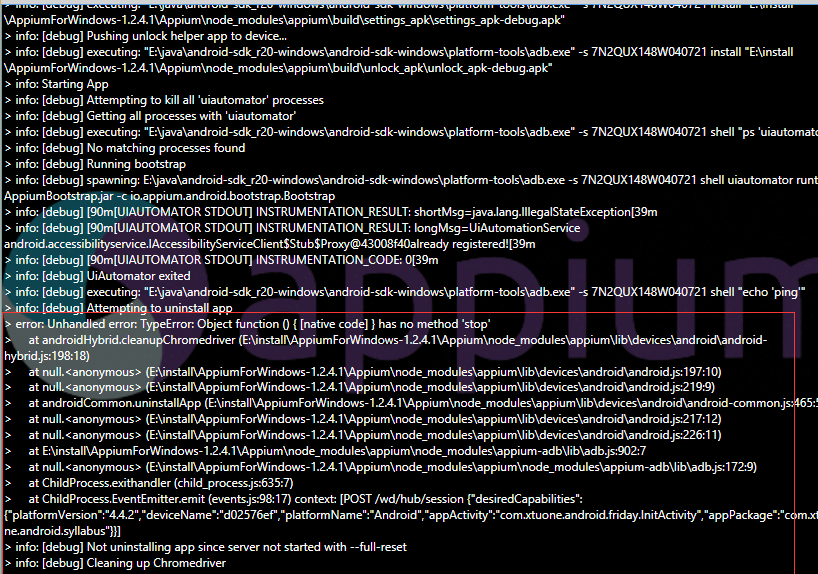 > info: [debug] executing: "E:\java\android-sdk_r20-windows\android-sdk-windows\platform-tools\adb.exe" -s 7N2QUX148W040721 install "E:\install
\AppiumForWindows-1.2.4.1\Appium\node_modules\appium\build\settings_apk\settings_apk-debug.apk"
> info: [debug] Pushing unlock helper app to device...
> info: [debug] executing: "E:\java\android-sdk_r20-windows\android-sdk-windows\platform-tools\adb.exe" -s 7N2QUX148W040721 install "E:\install
\AppiumForWindows-1.2.4.1\Appium\node_modules\appium\build\unlock_apk\unlock_apk-debug.apk"
> info: Starting App
> info: [debug] Attempting to kill all 'uiautomator' processes
> info: [debug] Getting all processes with 'uiautomator'
> info: [debug] executing: "E:\java\android-sdk_r20-windows\android-sdk-windows\platform-tools\adb.exe" -s 7N2QUX148W040721 shell "ps 'uiautomato
> info: [debug] No matching processes found
> info: [debug] Running bootstrap
> info: [debug] spawning: E:\java\android-sdk_r20-windows\android-sdk-windows\platform-tools\adb.exe -s 7N2QUX148W040721 shell uiautomator runt
AppiumBootstrap.jar -c io.appium.android.bootstrap.Bootstrap
> info: [debug] [90m[UIAUTOMATOR STDOUT] INSTRUMENTATION_RESULT: shortMsg=java.lang.IllegalStateException[39m
> info: [debug] [90m[UIAUTOMATOR STDOUT] INSTRUMENTATION_RESULT: longMsg=UiAutomationService
android.accessibilityservice.IAccessibilityServiceClient$Stub$Proxy@43008f40already registered![39m
> info: [debug] [90m[UIAUTOMATOR STDOUT] INSTRUMENTATION_CODE: 0[39m
> info: [debug] UiAutomator exited
> info: [debug] executing: "E:\java\android-sdk_r20-windows\android-sdk-windows\platform-tools\adb.exe" -s 7N2QUX148W040721 shell "echo 'ping'"
> info: [debug] Attempting to uninstall app
> error: Unhandled error: TypeError: Object function () { [native code] } has no method 'stop'
> at androidHybrid.cleanupChromedriver (E:\install\AppiumForWindows-1.2.4.1\Appium\node_modules\appium\lib\devices\android\android-
hybrid.js:198:18)
> at null.<anonymous> (E:\install\AppiumForWindows-1.2.4.1\Appium\node_modules\appium\lib\devices\android\android.js:197:10)
> at null.<anonymous> (E:\install\AppiumForWindows-1.2.4.1\Appium\node_modules\appium\lib\devices\android\android.js:219:9)
> at androidCommon.uninstallApp (E:\install\AppiumForWindows-1.2.4.1\Appium\node_modules\appium\lib\devices\android\android-common.js:465:5
> at null.<anonymous> (E:\install\AppiumForWindows-1.2.4.1\Appium\node_modules\appium\lib\devices\android\android.js:217:12)
> at null.<anonymous> (E:\install\AppiumForWindows-1.2.4.1\Appium\node_modules\appium\lib\devices\android\android.js:226:11)
> at E:\install\AppiumForWindows-1.2.4.1\Appium\node_modules\appium\node_modules\appium-adb\lib\adb.js:902:7
> at null.<anonymous> (E:\install\AppiumForWindows-1.2.4.1\Appium\node_modules\appium\node_modules\appium-adb\lib\adb.js:172:9)
> at ChildProcess.exithandler (child_process.js:635:7)
> at ChildProcess.EventEmitter.emit (events.js:98:17) context: [POST /wd/hub/session {"desiredCapabilities":
{"platformVersion":"4.4.2","deviceName":"d02576ef","platformName":"Android","appActivity":"com.xtuone.android.friday.InitActivity","appPackage":"com.xt
ne.android.syllabus"}}]
> info: [debug] Not uninstalling app since server not started with --full-reset
> info: [debug] Cleaning up Chromedriver
appium